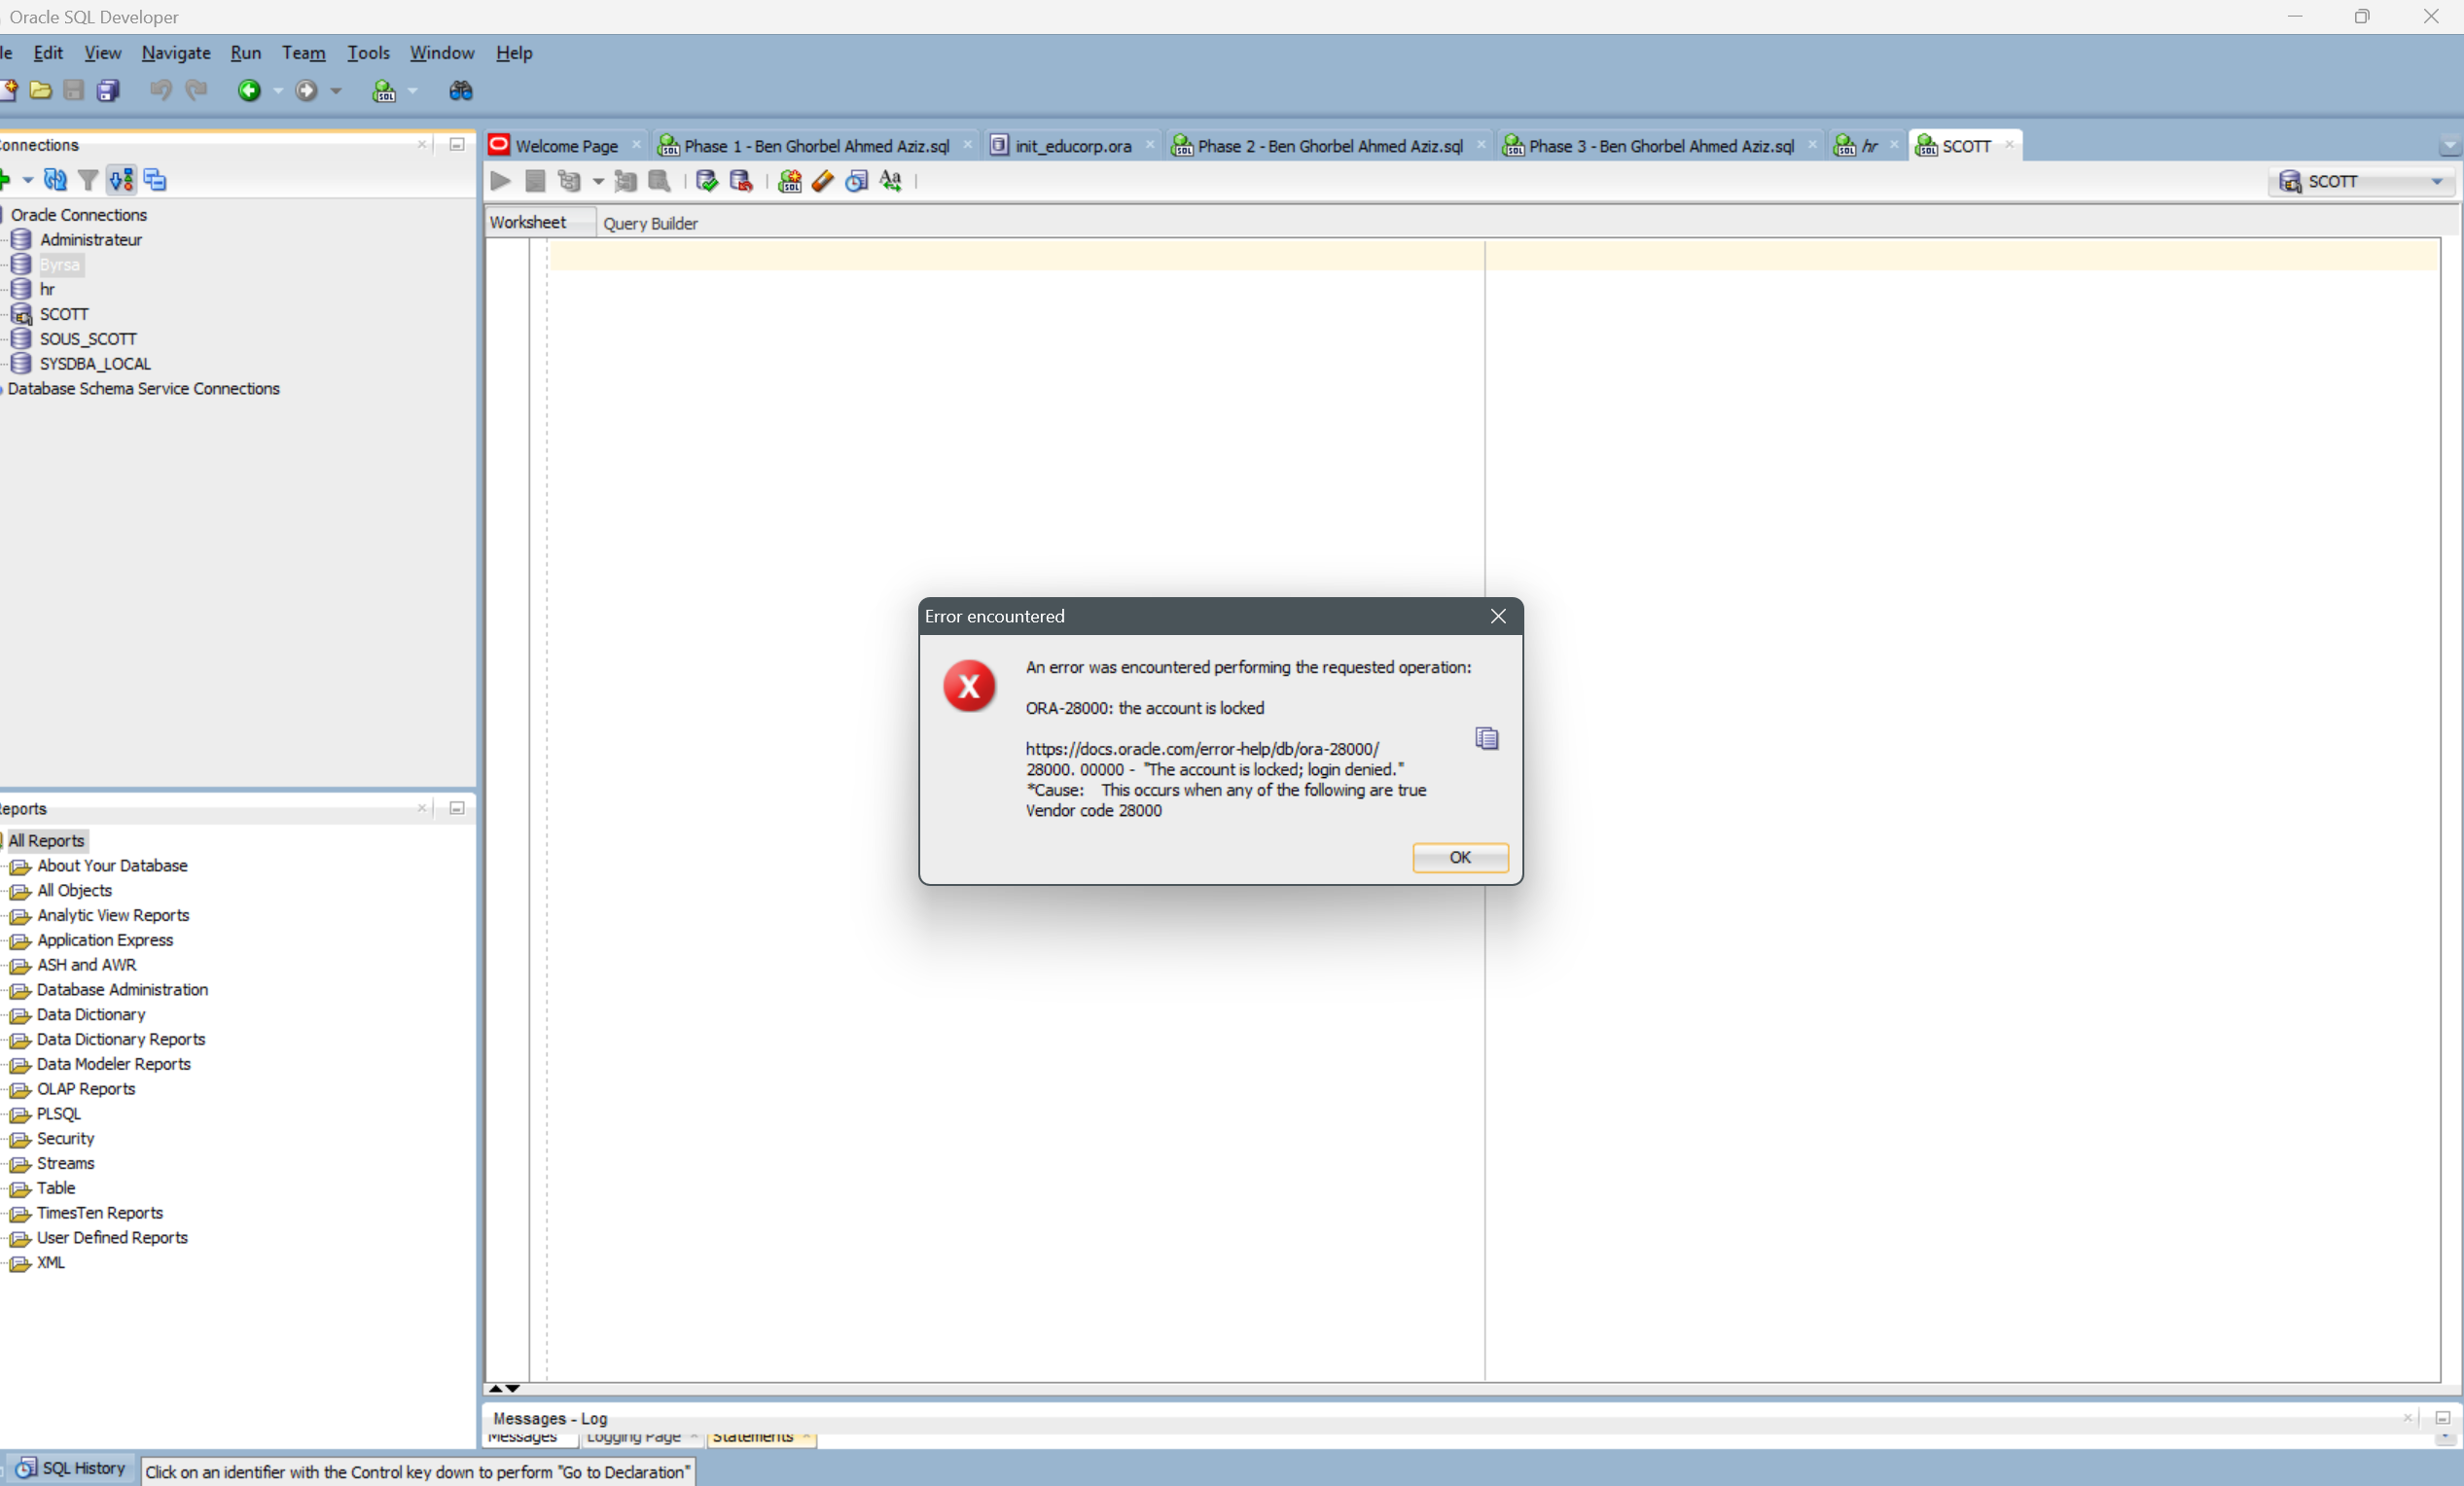 Oracle SQL Developer
le Edit View Navigate Run Team Tools Window Help
onnections
Oracle Connections
Administrateur
Byrsa
hr
SCOTT
SOUS_SCOTT
SYSDBA_LOCAL
Database Schema Service Connections
eports
All Reports
About Your Database
All Objects
Analytic View Reports
Application Express
ASH and AWR
Database Administration
Data Dictionary
Data Dictionary Reports
Data Modeler Reports
OLAP Reports
PLSQL
Security
Streams
Table
TimesTen Reports
User Defined Reports
XML
Welcome Page Phase 1 - Ben Ghorbel Ahmed Aziz.sql init_educorp.ora Phase 2 - Ben Ghorbel Ahmed Aziz.sql Phase 3 - Ben Ghorbel Ahmed Aziz.sql hr SCOTT
SCOTT
Worksheet Query Builder
Error encountered
An error was encountered performing the requested operation:
ORA-28000: the account is locked
https://docs.oracle.com/error-help/db/ora-28000/
28000. 00000 - "The account is locked; login denied."
*Cause: This occurs when any of the following are true
Vendor code 28000
OK
Messages - Log
Messages Logging Page Statements
SQL History Click on an identifier with the Control key down to perform "Go to Declaration"